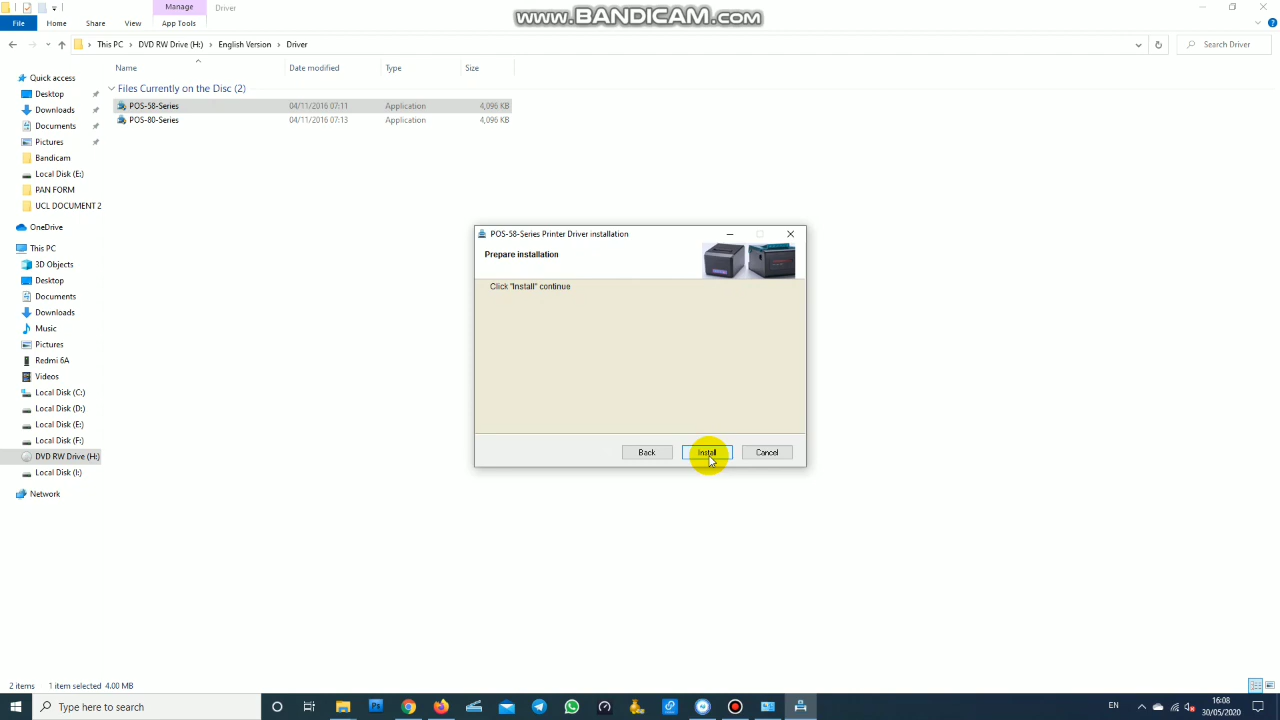 Manage
Driver
WWW.BANDICAM.COM
File
Home
Share
View
App Tools
This PC
DVD RW Drive (H:)
English Version
Driver
Search Driver
Name
Date modified
Type
Size
Quick access
Desktop
Downloads
Documents
Pictures
Bandicam
Local Disk (E:)
PAN FORM
UCL DOCUMENT 2
OneDrive
This PC
3D Objects
Desktop
Documents
Downloads
Music
Pictures
Redmi 6A
Videos
Local Disk (C:)
Local Disk (D:)
Local Disk (E:)
Local Disk (F:)
DVD RW Drive (H:)
Local Disk (I:)
Network
Files Currently on the Disc (2)
POS-58-Series 04/11/2016 07:11 Application 4,096 KB
POS-80-Series 04/11/2016 07:13 Application 4,096 KB
POS-58-Series Printer Driver installation
Prepare installation
Click "Install" continue
Back
Install
Cancel
2 items
1 item selected 4.00 MB
Type here to search
EN
16:08
30/05/2020